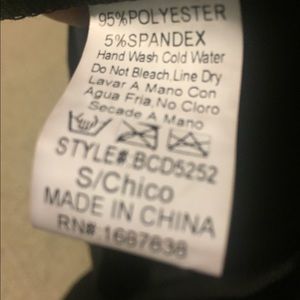 95%POLYESTER
5%SPANDEX
Hand Wash Cold Water
Do Not Bleach, Line Dry
Lavar A Mano Con
Agua Fria, No Cloro
Secade A Mano
STYLE#:BCD5252
S/Chico
MADE IN CHINA
RN#:1687638